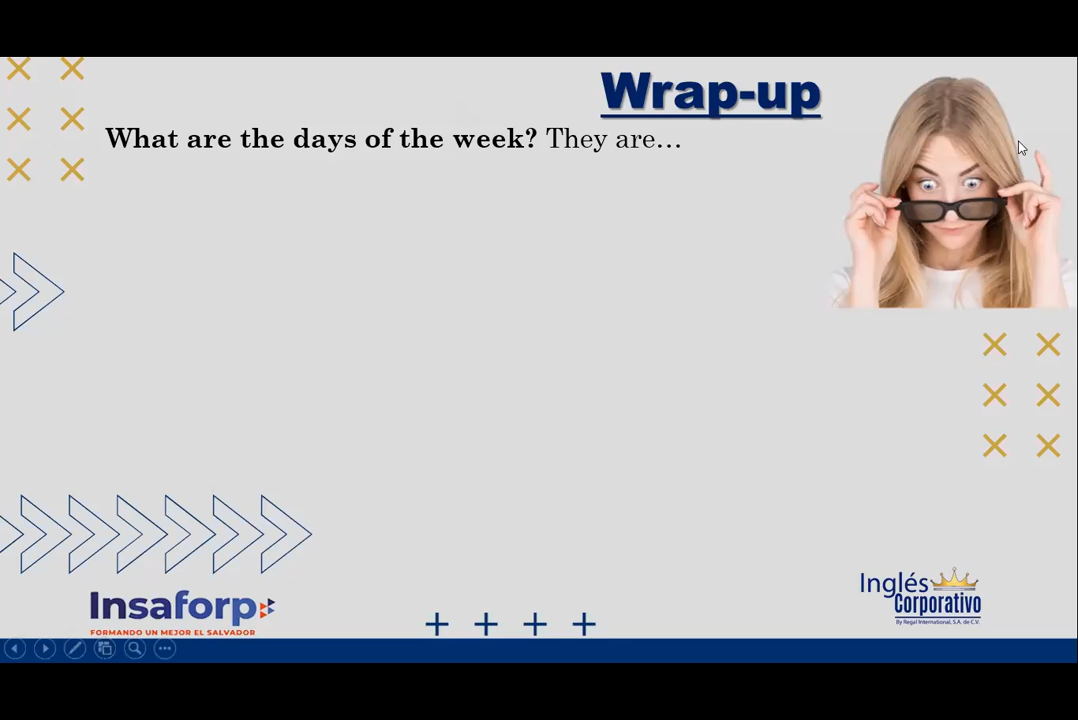 Wrap-up
What are the days of the week? They are...
Insaforp
FORMANDO UN MEJOR EL SALVADOR
Inglés
Corporativo
By Regal International, S.A. de C.V.